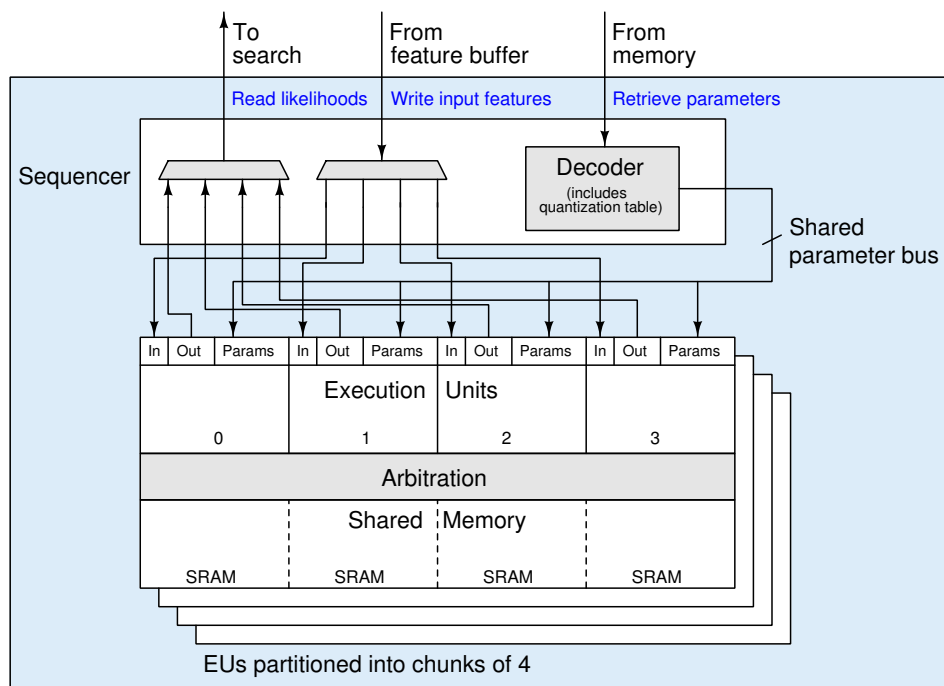 To
search
From
feature buffer
From
memory
Read likelihoods
Write input features
Retrieve parameters
Sequencer
Decoder
(includes
quantization table)
Shared
parameter bus
In Out Params In Out Params In Out Params In Out Params
Execution Units
0 1 2 3
Arbitration
Shared Memory
SRAM SRAM SRAM SRAM
EUs partitioned into chunks of 4